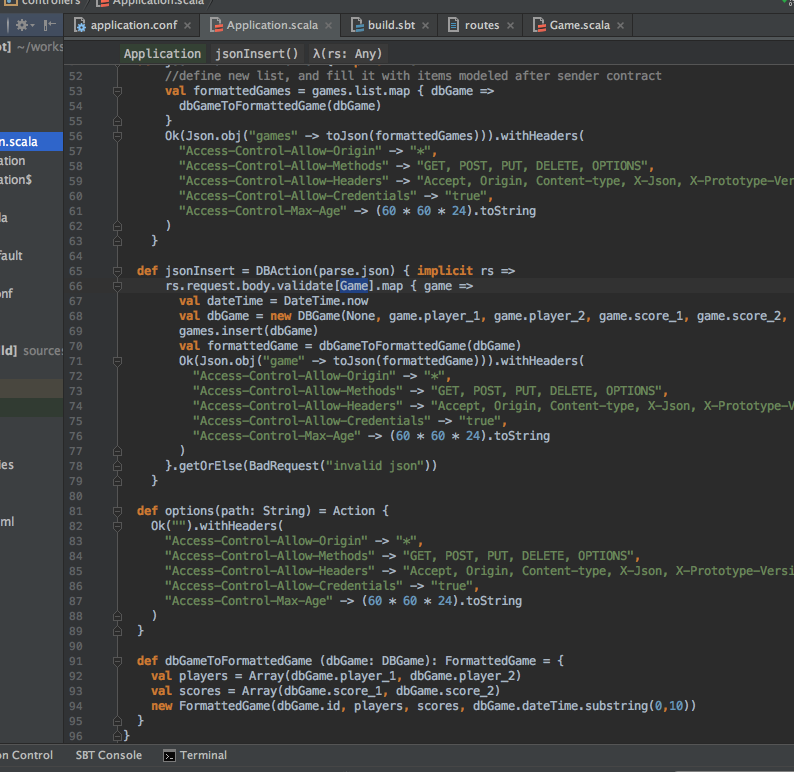 controllers Application.scala
application.conf Application.scala build.sbt routes Game.scala
t] ~/works
Application jsonInsert() λ(rs: Any)
n.scala
ation
ation$
la
fault
onf
ld] sources
ies
ml
52 //define new list, and fill it with items modeled after sender contract
53 val formattedGames = games.list.map { dbGame =>
54 dbGameToFormattedGame(dbGame)
55 }
56 Ok(Json.obj("games" -> toJson(formattedGames))).withHeaders(
57 "Access-Control-Allow-Origin" -> "*",
58 "Access-Control-Allow-Methods" -> "GET, POST, PUT, DELETE, OPTIONS",
59 "Access-Control-Allow-Headers" -> "Accept, Origin, Content-type, X-Json, X-Prototype-Ver
60 "Access-Control-Allow-Credentials" -> "true",
61 "Access-Control-Max-Age" -> (60 * 60 * 24).toString
62 )
63 }
64
65 def jsonInsert = DBAction(parse.json) { implicit rs =>
66 rs.request.body.validate[Game].map { game =>
67 val dateTime = DateTime.now
68 val dbGame = new DBGame(None, game.player_1, game.player_2, game.score_1, game.score_2,
69 games.insert(dbGame)
70 val formattedGame = dbGameToFormattedGame(dbGame)
71 Ok(Json.obj("game" -> toJson(formattedGame))).withHeaders(
72 "Access-Control-Allow-Origin" -> "*",
73 "Access-Control-Allow-Methods" -> "GET, POST, PUT, DELETE, OPTIONS",
74 "Access-Control-Allow-Headers" -> "Accept, Origin, Content-type, X-Json, X-Prototype-V
75 "Access-Control-Allow-Credentials" -> "true",
76 "Access-Control-Max-Age" -> (60 * 60 * 24).toString
77 )
78 }.getOrElse(BadRequest("invalid json"))
79 }
80
81 def options(path: String) = Action {
82 Ok("").withHeaders(
83 "Access-Control-Allow-Origin" -> "*",
84 "Access-Control-Allow-Methods" -> "GET, POST, PUT, DELETE, OPTIONS",
85 "Access-Control-Allow-Headers" -> "Accept, Origin, Content-type, X-Json, X-Prototype-Versi
86 "Access-Control-Allow-Credentials" -> "true",
87 "Access-Control-Max-Age" -> (60 * 60 * 24).toString
88 )
89 }
90
91 def dbGameToFormattedGame (dbGame: DBGame): FormattedGame = {
92 val players = Array(dbGame.player_1, dbGame.player_2)
93 val scores = Array(dbGame.score_1, dbGame.score_2)
94 new FormattedGame(dbGame.id, players, scores, dbGame.dateTime.substring(0,10))
95 }
96 }
on Control SBT Console Terminal